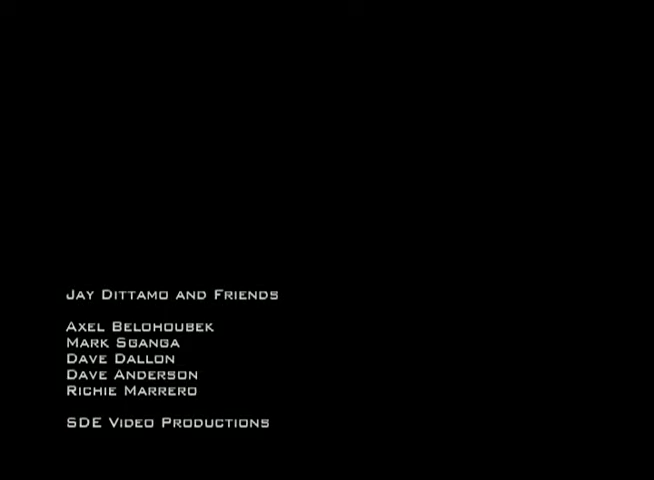 Jay Dittamo and Friends
Axel Belohoubek
Mark Sganga
Dave Dallon
Dave Anderson
Richie Marrero
SDE Video Productions